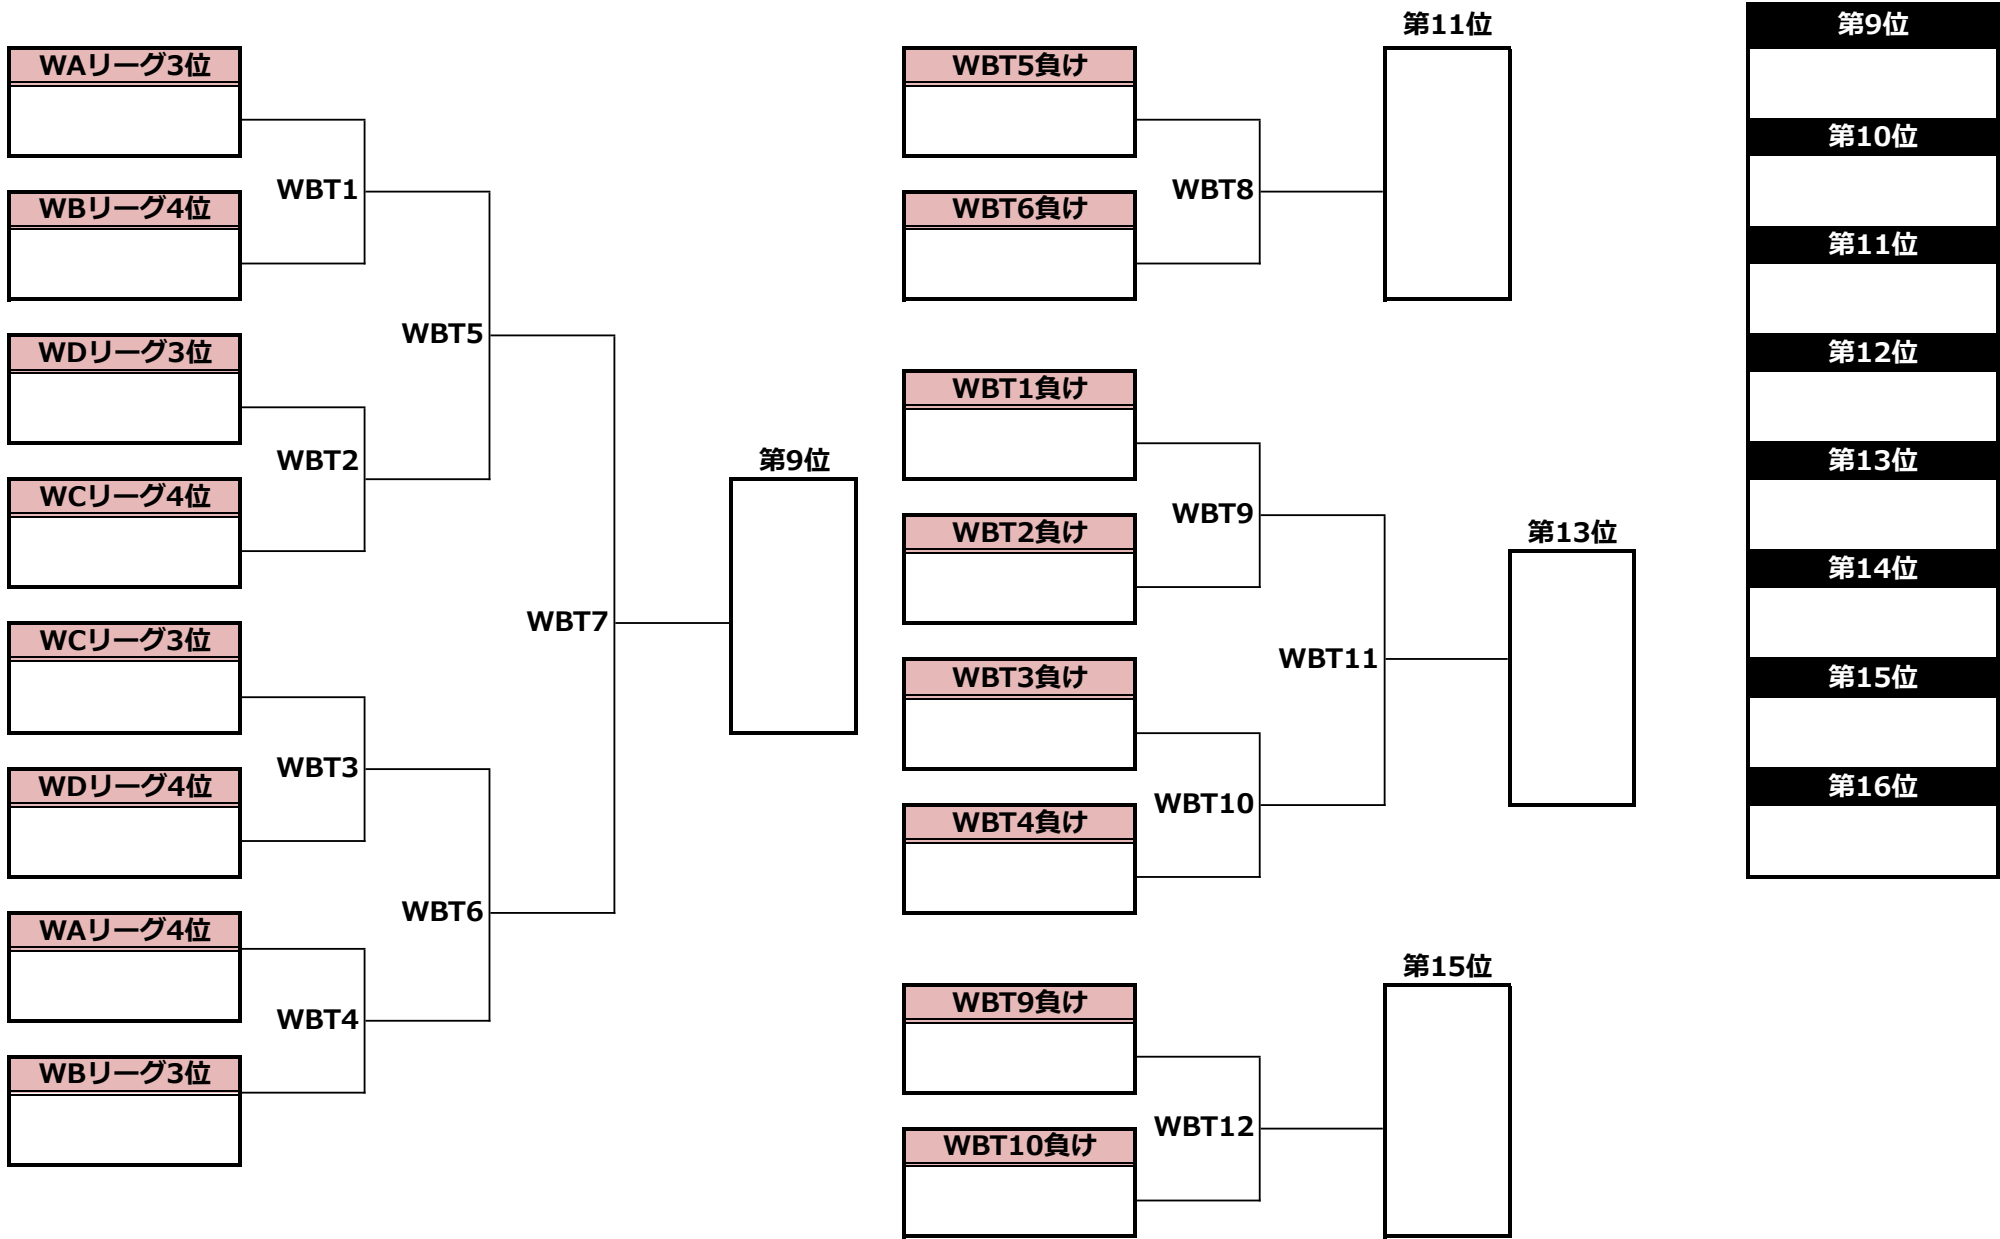 WAリーグ3位
WBT1
WBリーグ4位
WBT5
WDリーグ3位
WBT2
WCリーグ4位
WBT7
第9位
WCリーグ3位
WBT3
WDリーグ4位
WBT6
WAリーグ4位
WBT4
WBリーグ3位
第11位
WBT5負け
WBT8
WBT6負け
WBT1負け
WBT9
WBT2負け
WBT11
第13位
WBT3負け
WBT10
WBT4負け
第15位
WBT9負け
WBT12
WBT10負け
第9位
第10位
第11位
第12位
第13位
第14位
第15位
第16位